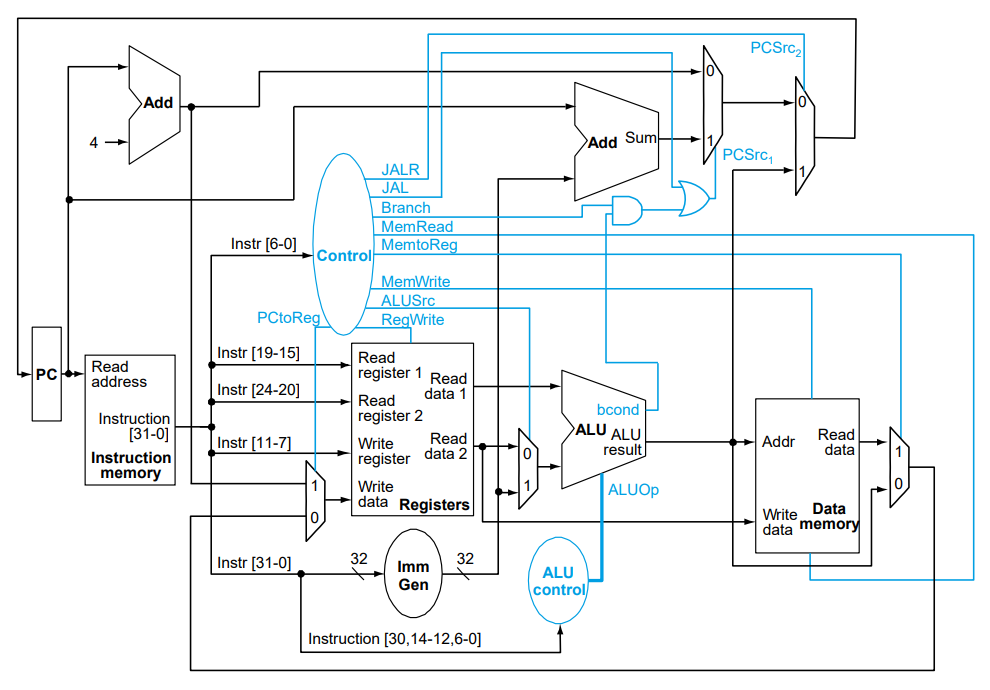 PCSrc2
0
Add
0
4
Add
Sum
1
PCSrc1
1
JALR
JAL
Branch
MemRead
MemtoReg
Instr [6-0]
Control
MemWrite
ALUSrc
PCtoReg
RegWrite
Instr [19-15]
Read
register 1
Read
data 1
PC
Read
address
Instr [24-20]
Read
register 2
bcond
Instruction
[31-0]
Instruction
memory
Instr [11-7]
Write
register
Read
data 2
0
1
ALU
ALU
result
Addr
Read
data
1
0
1
0
Write
data
Registers
ALUOp
Write
data
Data
memory
Instr [31-0]
32
Imm
Gen
32
ALU
control
Instruction [30,14-12,6-0]